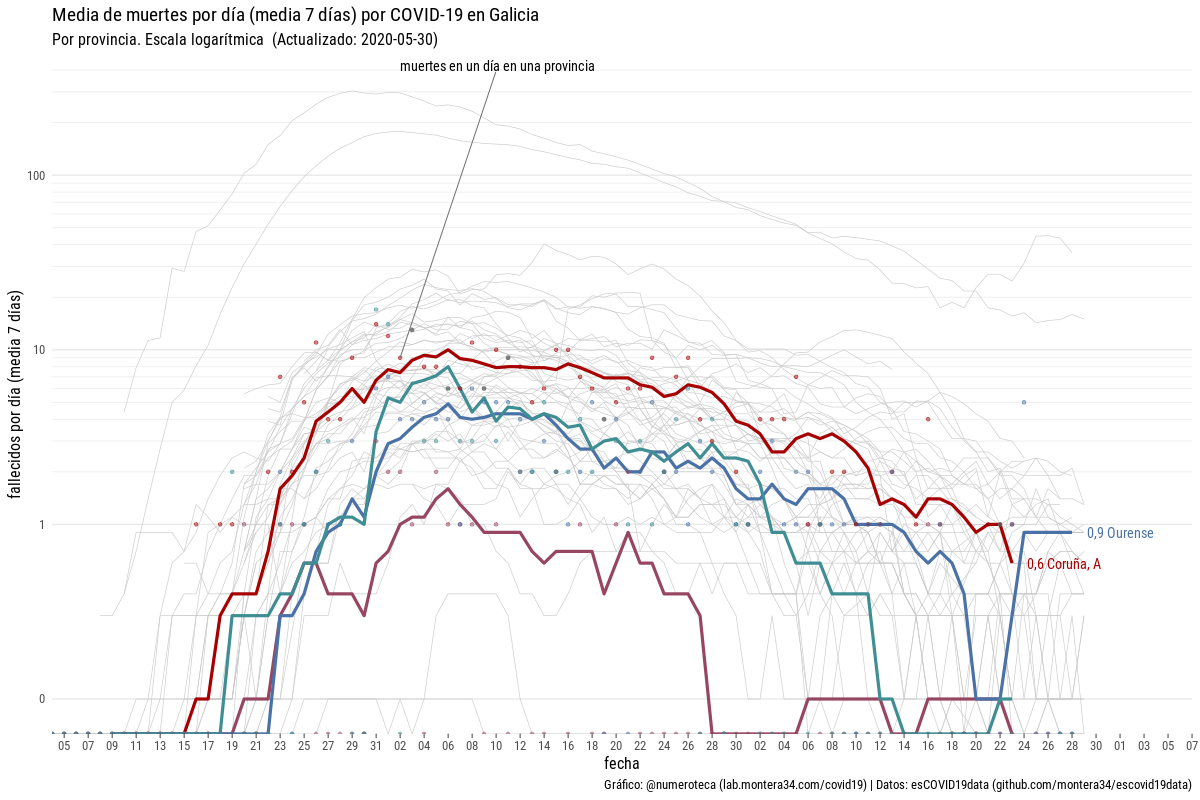 Media de muertes por día (media 7 días) por COVID-19 en Galicia
Por provincia. Escala logarítmica  (Actualizado: 2020-05-30)
muertes en un día en una provincia
fallecidos por día (media 7 días)
100
10
1
0
0,9 Ourense
0,6 Coruña, A
05 07 09 11 13 15 17 19 21 23 25 27 29 31 02 04 06 08 10 12 14 16 18 20 22 24 26 28 30 02 04 06 08 10 12 14 16 18 20 22 24 26 28 30 01 03 05 07
fecha
Gráfico: @numeroteca (lab.montera34.com/covid19) | Datos: esCOVID19data (github.com/montera34/escovid19data)